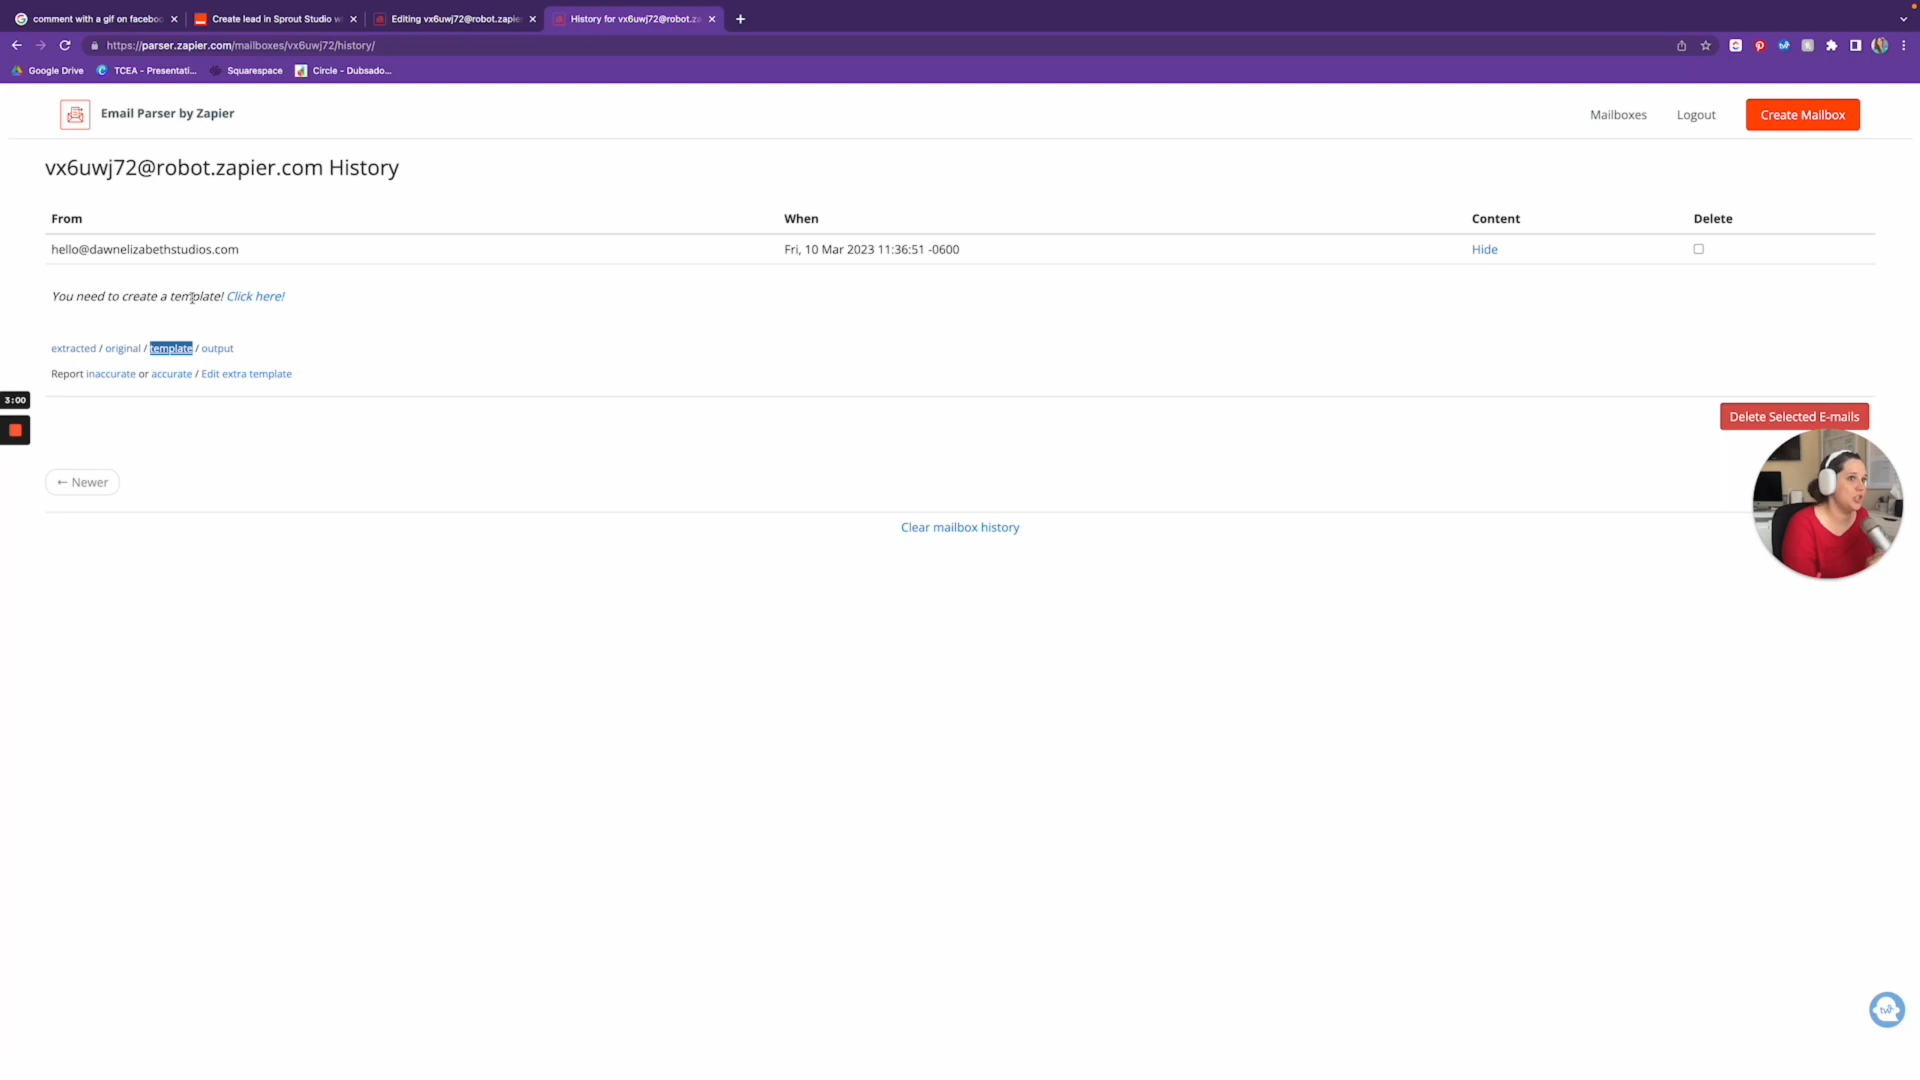 comment with a gif on facebo
Create lead in Sprout Studio w
Editing vx6uwj72@robot.zapier
History for vx6uwj72@robot.za
https://parser.zapier.com/mailboxes/vx6uwj72/history/
Google Drive
TCEA - Presentati...
Squarespace
Circle - Dubsado...
Email Parser by Zapier
Mailboxes
Logout
Create Mailbox
vx6uwj72@robot.zapier.com History
From
When
Content
Delete
hello@dawnelizabethstudios.com
Fri, 10 Mar 2023 11:36:51 -0600
Hide
You need to create a template! Click here!
extracted / original / template / output
Report inaccurate or accurate / Edit extra template
3:00
Delete Selected E-mails
← Newer
Clear mailbox history
tw